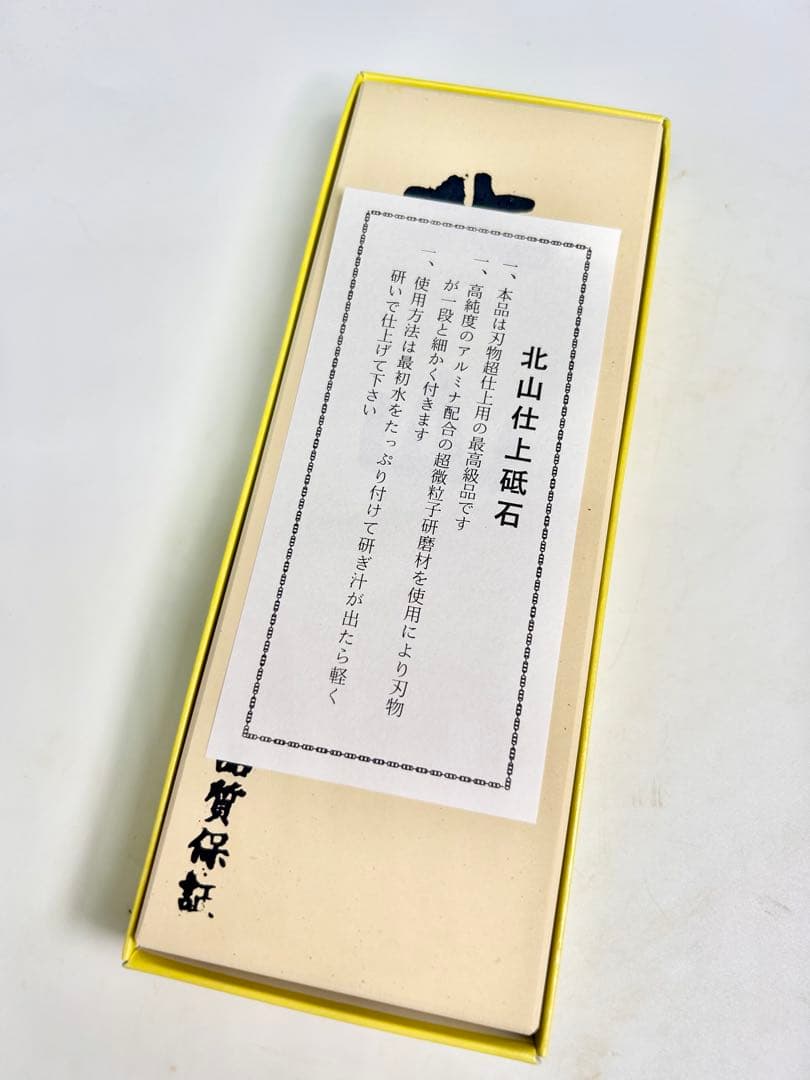 北山仕上砥石
一、本品は刃物超仕上用の最高級品です
一、高純度のアルミナ配合の超微粒子研磨材を使用により刃物
が一段と細かく付きます
一、使用方法は最初水をたっぷり付けて研ぎ汁が出たら軽く
研いで仕上げて下さい
北
品質保証